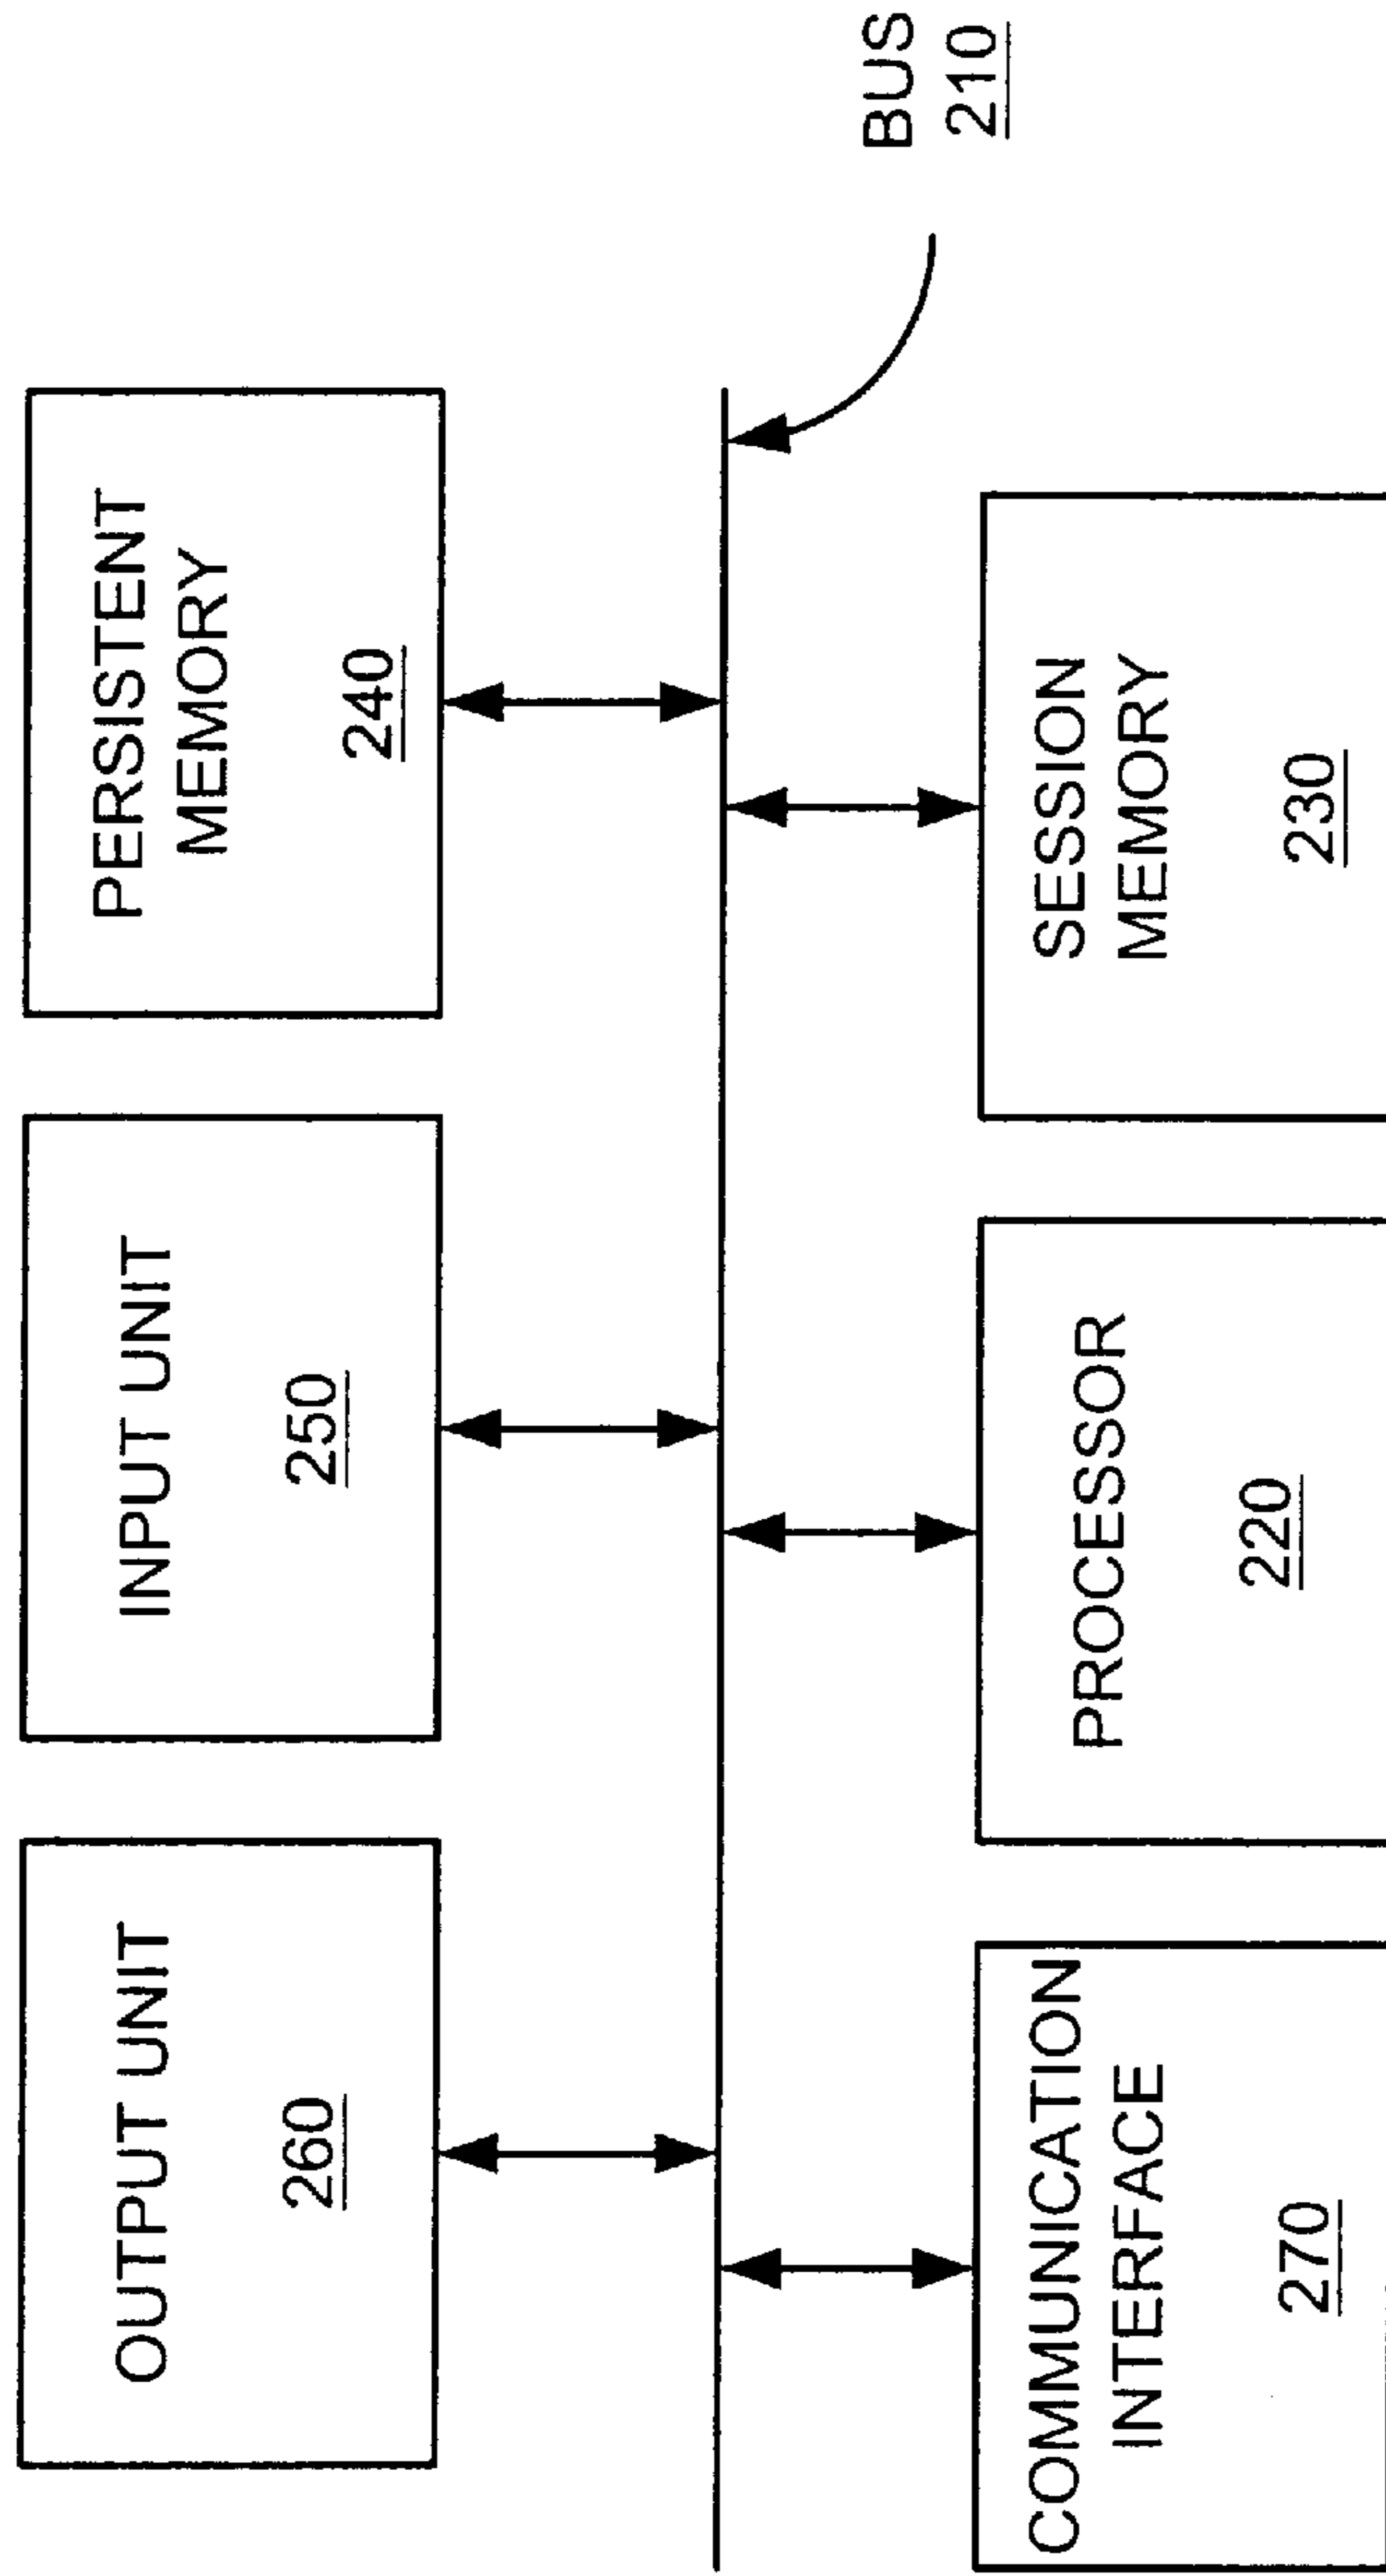 OUTPUT UNIT
260
INPUT UNIT
250
PERSISTENT
MEMORY
240
BUS
210
COMMUNICATION
INTERFACE
270
PROCESSOR
220
SESSION
MEMORY
230